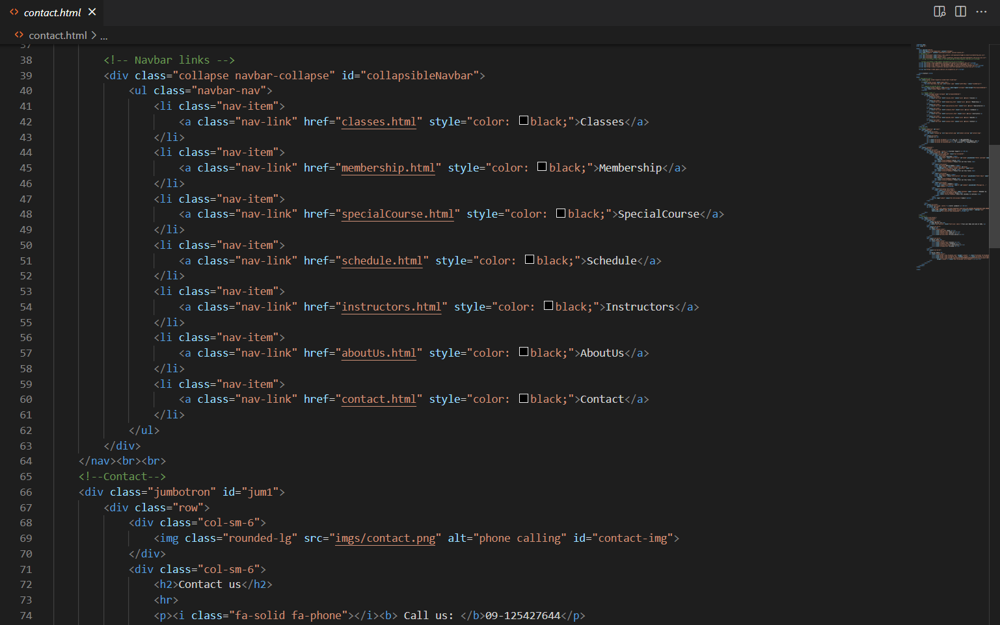 contact.html
contact.html > ...
37
38 <!-- Navbar links -->
39 <div class="collapse navbar-collapse" id="collapsibleNavbar">
40 <ul class="navbar-nav">
41 <li class="nav-item">
42 <a class="nav-link" href="classes.html" style="color: black;">Classes</a>
43 </li>
44 <li class="nav-item">
45 <a class="nav-link" href="membership.html" style="color: black;">Membership</a>
46 </li>
47 <li class="nav-item">
48 <a class="nav-link" href="specialCourse.html" style="color: black;">SpecialCourse</a>
49 </li>
50 <li class="nav-item">
51 <a class="nav-link" href="schedule.html" style="color: black;">Schedule</a>
52 </li>
53 <li class="nav-item">
54 <a class="nav-link" href="instructors.html" style="color: black;">Instructors</a>
55 </li>
56 <li class="nav-item">
57 <a class="nav-link" href="aboutUs.html" style="color: black;">AboutUs</a>
58 </li>
59 <li class="nav-item">
60 <a class="nav-link" href="contact.html" style="color: black;">Contact</a>
61 </li>
62 </ul>
63 </div>
64 </nav><br><br>
65 <!--Contact-->
66 <div class="jumbotron" id="jum1">
67 <div class="row">
68 <div class="col-sm-6">
69 <img class="rounded-lg" src="imgs/contact.png" alt="phone calling" id="contact-img">
70 </div>
71 <div class="col-sm-6">
72 <h2>Contact us</h2>
73 <hr>
74 <p><i class="fa-solid fa-phone"></i><b> Call us: </b>09-125427644</p>